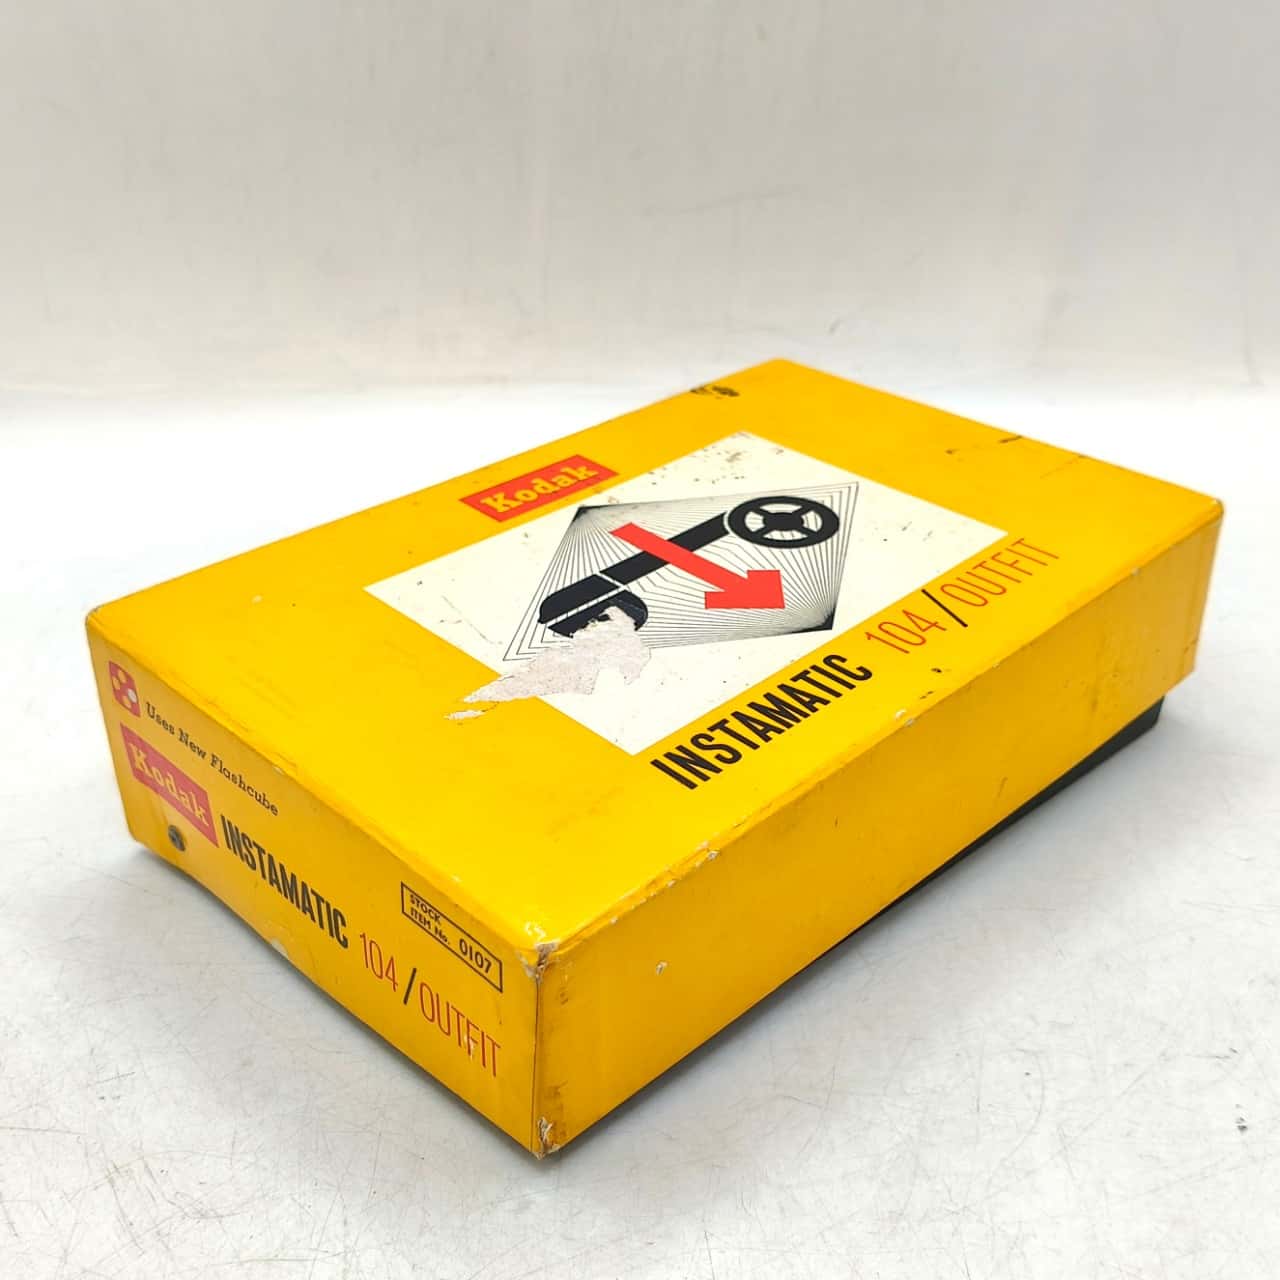 Kodak
INSTAMATIC 104/OUTFIT
Uses New Flashcube
Kodak INSTAMATIC 104/OUTFIT
STOCK
ITEM No. 0107